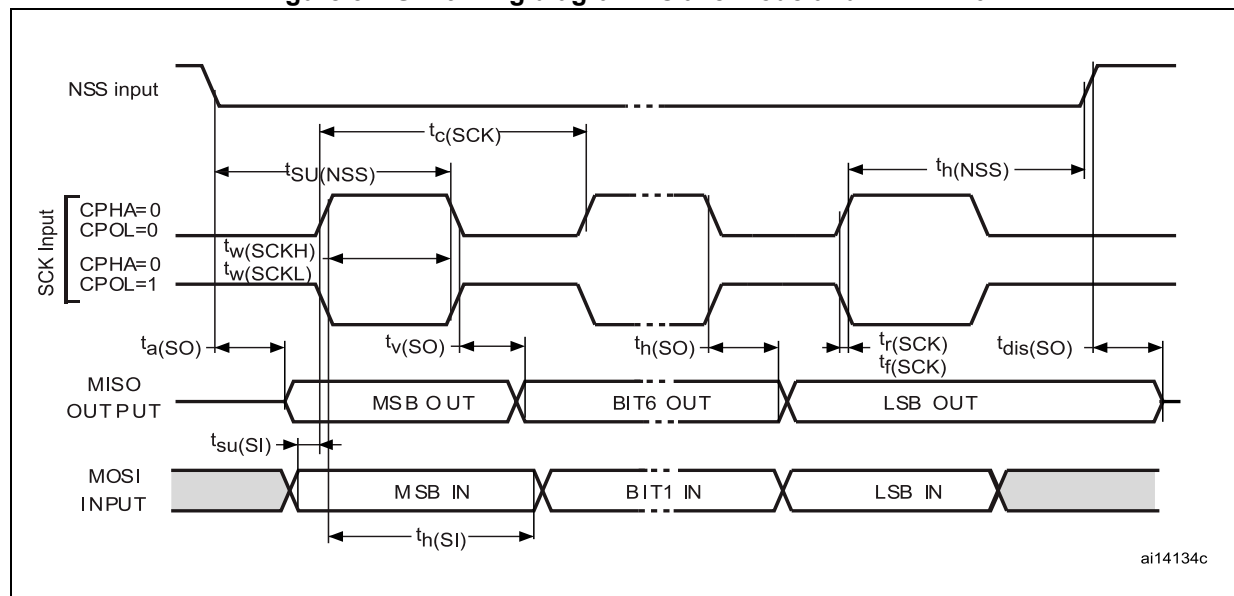 NSS input
tc(SCK)
tSU(NSS)
th(NSS)
SCK Input
CPHA=0
CPOL=0
tw(SCKH)
CPHA=0
tw(SCKL)
CPOL=1
ta(SO)
tv(SO)
th(SO)
tr(SCK)
tf(SCK)
tdis(SO)
MISO
OUTPUT
MSB OUT
BIT6 OUT
LSB OUT
tsu(SI)
MOSI
INPUT
MSB IN
BIT1 IN
LSB IN
th(SI)
ai14134c